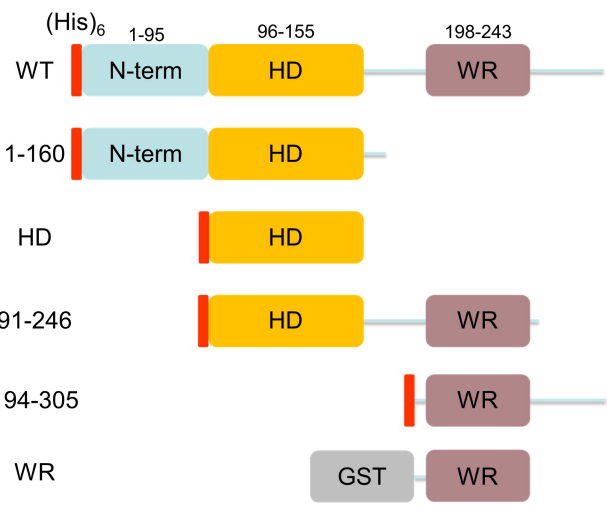 (His)6 1-95 96-155 198-243
WT N-term HD WR
1-160 N-term HD
HD HD
91-246 HD WR
94-305 WR
WR GST WR